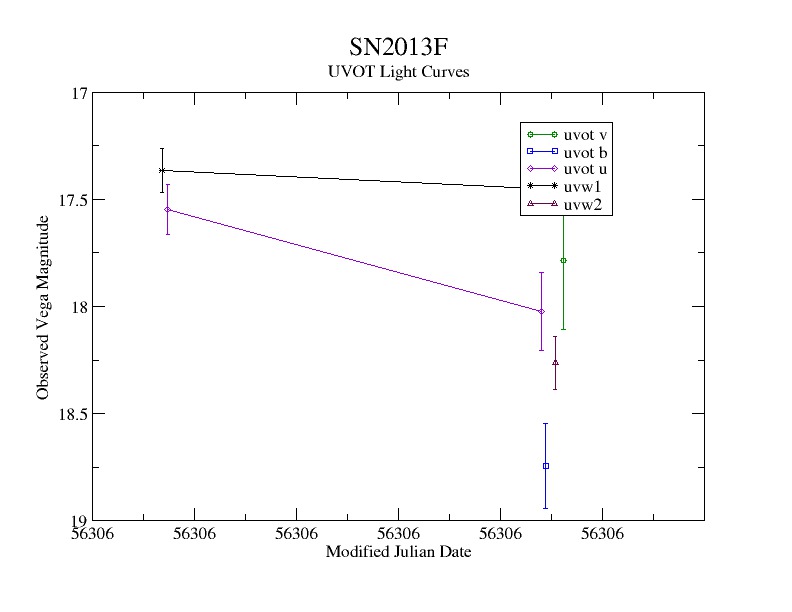 SN2013F
UVOT Light Curves
17
17.5
18
18.5
19
Observed Vega Magnitude
uvot v
uvot b
uvot u
uvw1
uvw2
56306 56306 56306 56306 56306 56306
Modified Julian Date